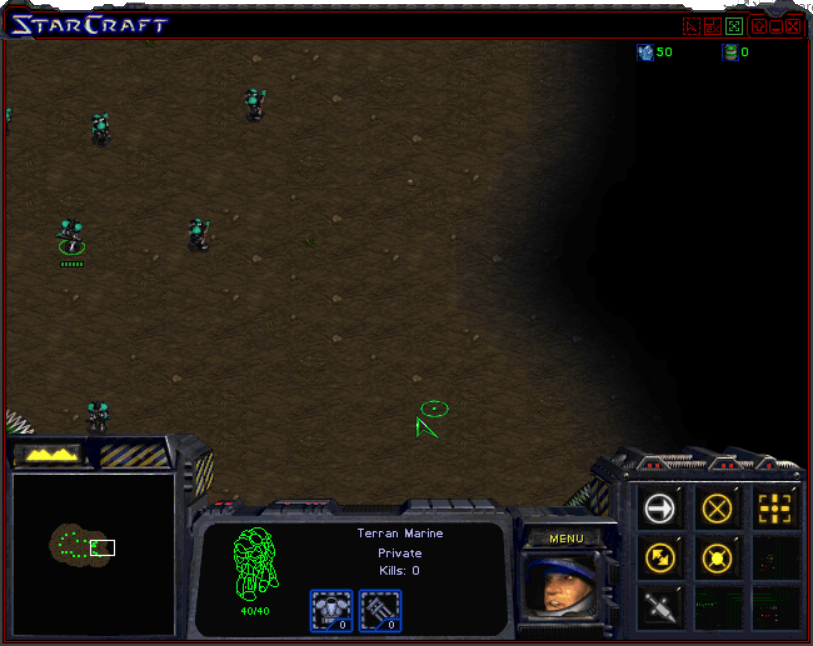 STARCRAFT
50
0
Terran Marine
Private
Kills: 0
MENU
40/40
0
0